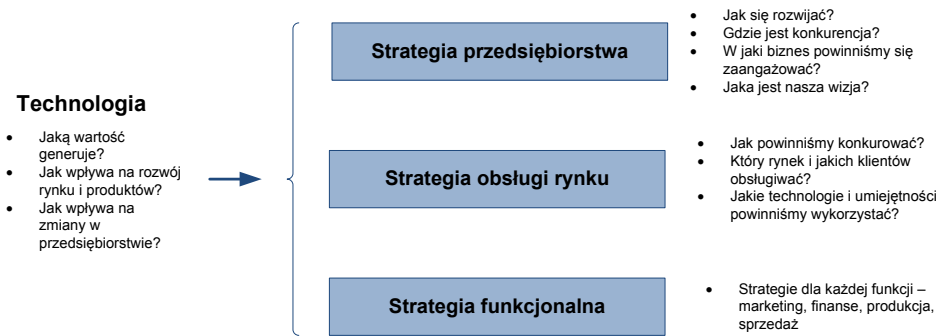 Technologia
• Jaką wartość
generuje?
• Jak wpływa na rozwój
rynku i produktów?
• Jak wpływa na
zmiany w
przedsiębiorstwie?
Strategia przedsiębiorstwa
• Jak się rozwijać?
• Gdzie jest konkurencja?
• W jaki biznes powinniśmy się
zaangażować?
• Jaka jest nasza wizja?
Strategia obsługi rynku
• Jak powinniśmy konkurować?
• Który rynek i jakich klientów
obsługiwać?
• Jakie technologie i umiejętności
powinniśmy wykorzystać?
Strategia funkcjonalna
• Strategie dla każdej funkcji –
marketing, finanse, produkcja,
sprzedaż